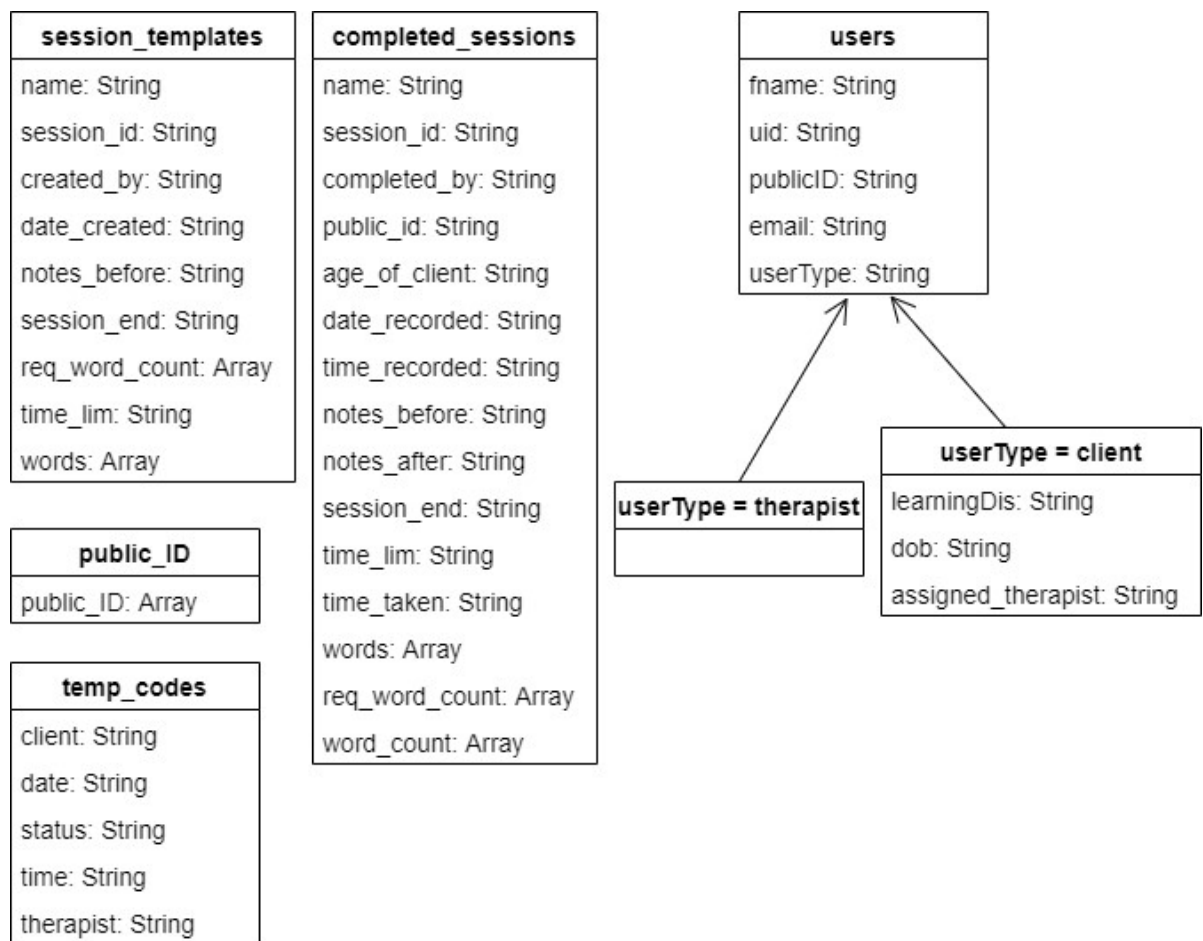 session_templates
name: String
session_id: String
created_by: String
date_created: String
notes_before: String
session_end: String
req_word_count: Array
time_lim: String
words: Array
public_ID
public_ID: Array
temp_codes
client: String
date: String
status: String
time: String
therapist: String
completed_sessions
name: String
session_id: String
completed_by: String
public_id: String
age_of_client: String
date_recorded: String
time_recorded: String
notes_before: String
notes_after: String
session_end: String
time_lim: String
time_taken: String
words: Array
req_word_count: Array
word_count: Array
users
fname: String
uid: String
publicID: String
email: String
userType: String
userType = therapist
userType = client
learningDis: String
dob: String
assigned_therapist: String